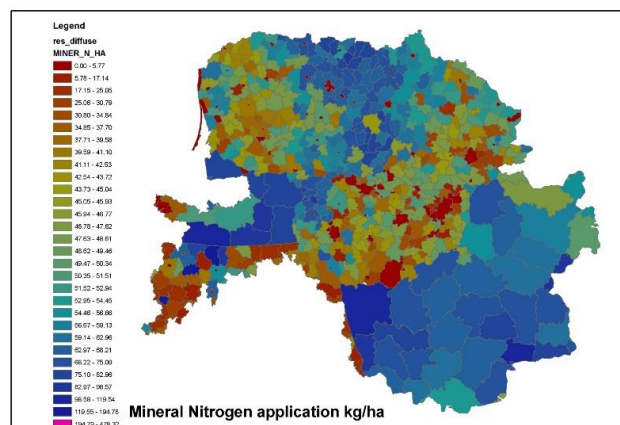 Legend
res_diffuse
MINER_N_HA
0.00 - 5.77
5.78 - 17.14
17.15 - 25.05
25.06 - 30.79
30.80 - 34.84
34.85 - 37.70
37.71 - 39.58
39.59 - 41.10
41.11 - 42.53
42.54 - 43.72
43.73 - 45.04
45.05 - 45.93
45.94 - 46.77
46.78 - 47.62
47.63 - 48.61
48.62 - 49.46
49.47 - 50.34
50.35 - 51.51
51.52 - 52.94
52.95 - 54.45
54.46 - 56.66
56.67 - 59.13
59.14 - 62.96
62.97 - 68.21
68.22 - 75.09
75.10 - 82.96
82.97 - 98.57
98.58 - 119.54
119.55 - 194.78
194.79 - 478.32
Mineral Nitrogen application kg/ha